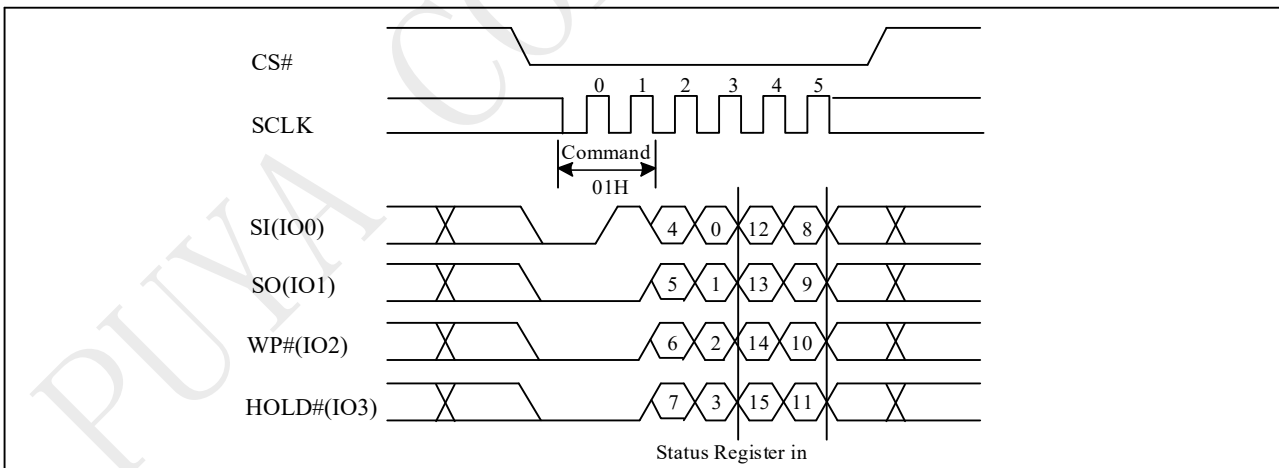 PUYA CO
CS#
0 1 2 3 4 5
SCLK
Command
01H
SI(IO0) 4 0 12 8
SO(IO1) 5 1 13 9
WP#(IO2) 6 2 14 10
HOLD#(IO3) 7 3 15 11
Status Register in